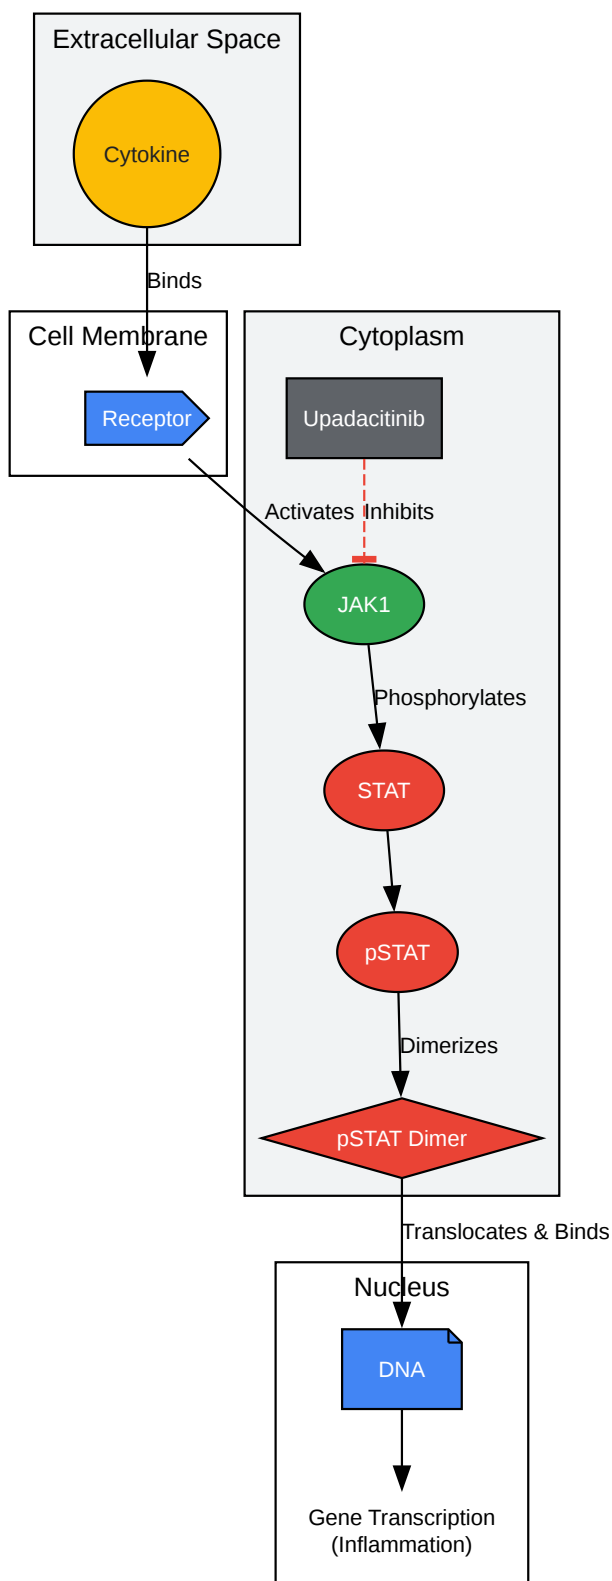 Extracellular Space
Cytokine
Binds
Cell Membrane
Receptor
Cytoplasm
Upadacitinib
Activates
Inhibits
JAK1
Phosphorylates
STAT
pSTAT
Dimerizes
pSTAT Dimer
Translocates & Binds
Nucleus
DNA
Gene Transcription
(Inflammation)